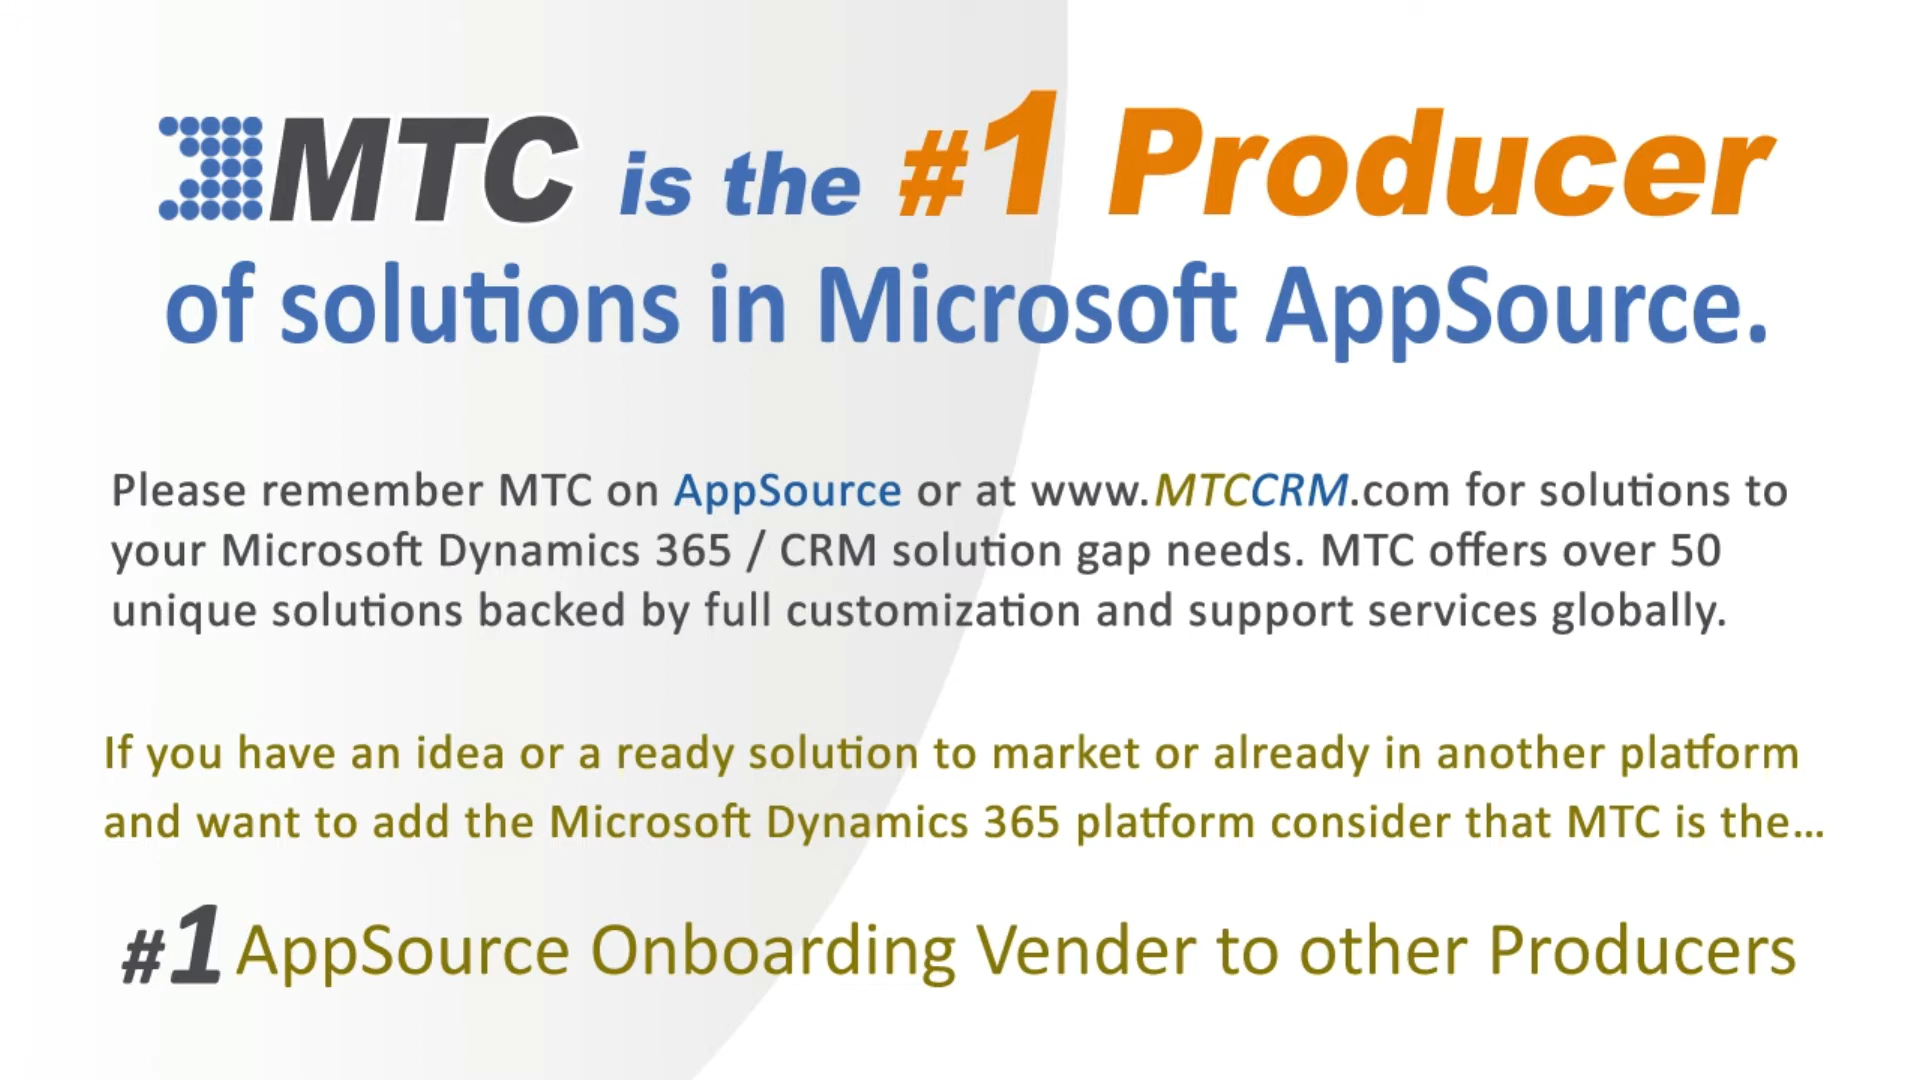 MTC is the #1 Producer
of solutions in Microsoft AppSource.
Please remember MTC on AppSource or at www.MTCCRM.com for solutions to
your Microsoft Dynamics 365 / CRM solution gap needs. MTC offers over 50
unique solutions backed by full customization and support services globally.
If you have an idea or a ready solution to market or already in another platform
and want to add the Microsoft Dynamics 365 platform consider that MTC is the...
#1 AppSource Onboarding Vender to other Producers